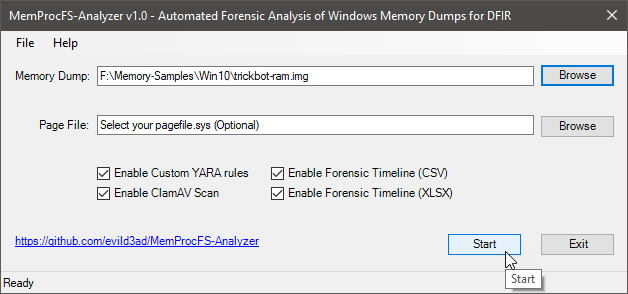 MemProcFS-Analyzer v1.0 - Automated Forensic Analysis of Windows Memory Dumps for DFIR
File Help
Memory Dump: F:\Memory-Samples\Win10\trickbot-ram.img Browse
Page File: Select your pagefile.sys (Optional) Browse
Enable Custom YARA rules Enable Forensic Timeline (CSV)
Enable ClamAV Scan Enable Forensic Timeline (XLSX)
https://github.com/evild3ad/MemProcFS-Analyzer Start Exit
Start
Ready